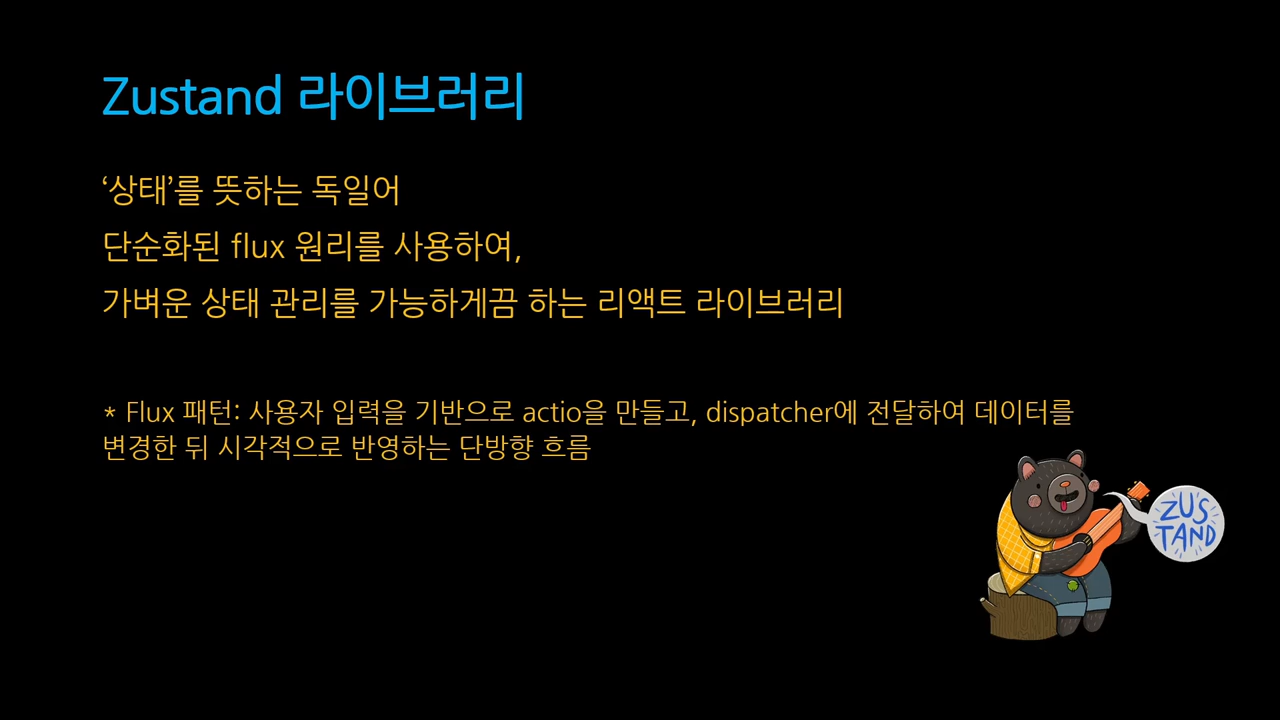 Zustand 라이브러리
‘상태’를 뜻하는 독일어
단순화된 flux 원리를 사용하여,
가벼운 상태 관리를 가능하게끔 하는 리액트 라이브러리
* Flux 패턴: 사용자 입력을 기반으로 actio을 만들고, dispatcher에 전달하여 데이터를
변경한 뒤 시각적으로 반영하는 단방향 흐름
ZUS
TAND